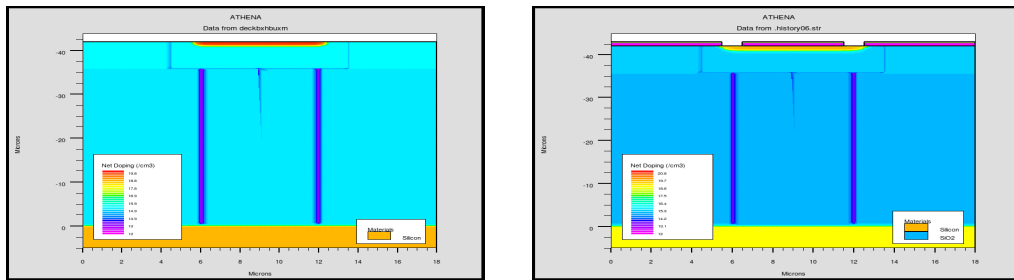 ATHENA
Data from deckbxhbuxm
Microns
-40
-30
-20
-10
0
Net Doping (/cm3)
Materials
Silicon
0 2 4 6 8 10 12 14 16 18
Microns
ATHENA
Data from .history06.str
Microns
-40
-30
-20
-10
0
Net Doping (/cm3)
Materials
Silicon
SiO2
0 2 4 6 8 10 12 14 16 18
Microns